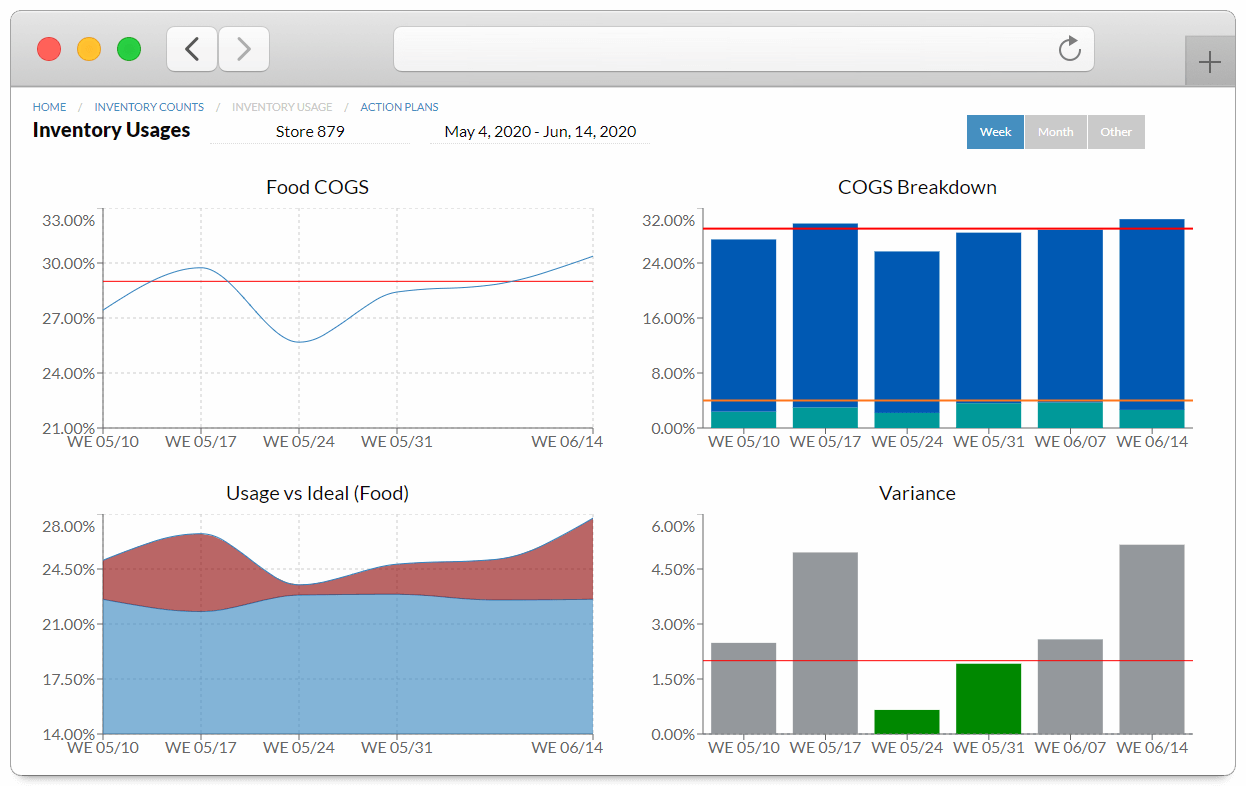 HOME / INVENTORY COUNTS / INVENTORY USAGE / ACTION PLANS
Inventory Usages Store 879 May 4, 2020 - Jun, 14, 2020
Week Month Other
Food COGS
33.00%
30.00%
27.00%
24.00%
21.00%
WE 05/10 WE 05/17 WE 05/24 WE 05/31 WE 06/14
COGS Breakdown
32.00%
24.00%
16.00%
8.00%
0.00%
WE 05/10 WE 05/17 WE 05/24 WE 05/31 WE 06/07 WE 06/14
Usage vs Ideal (Food)
28.00%
24.50%
21.00%
17.50%
14.00%
WE 05/10 WE 05/17 WE 05/24 WE 05/31 WE 06/14
Variance
6.00%
4.50%
3.00%
1.50%
0.00%
WE 05/10 WE 05/17 WE 05/24 WE 05/31 WE 06/07 WE 06/14